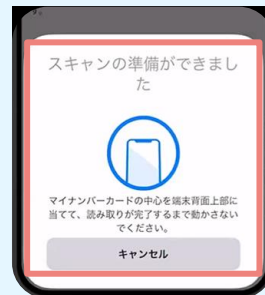 スキャンの準備ができまし
た
マイナンバーカードの中心を端末背面上部に
当てて、読み取りが完了するまで動かさない
でください。
キャンセル